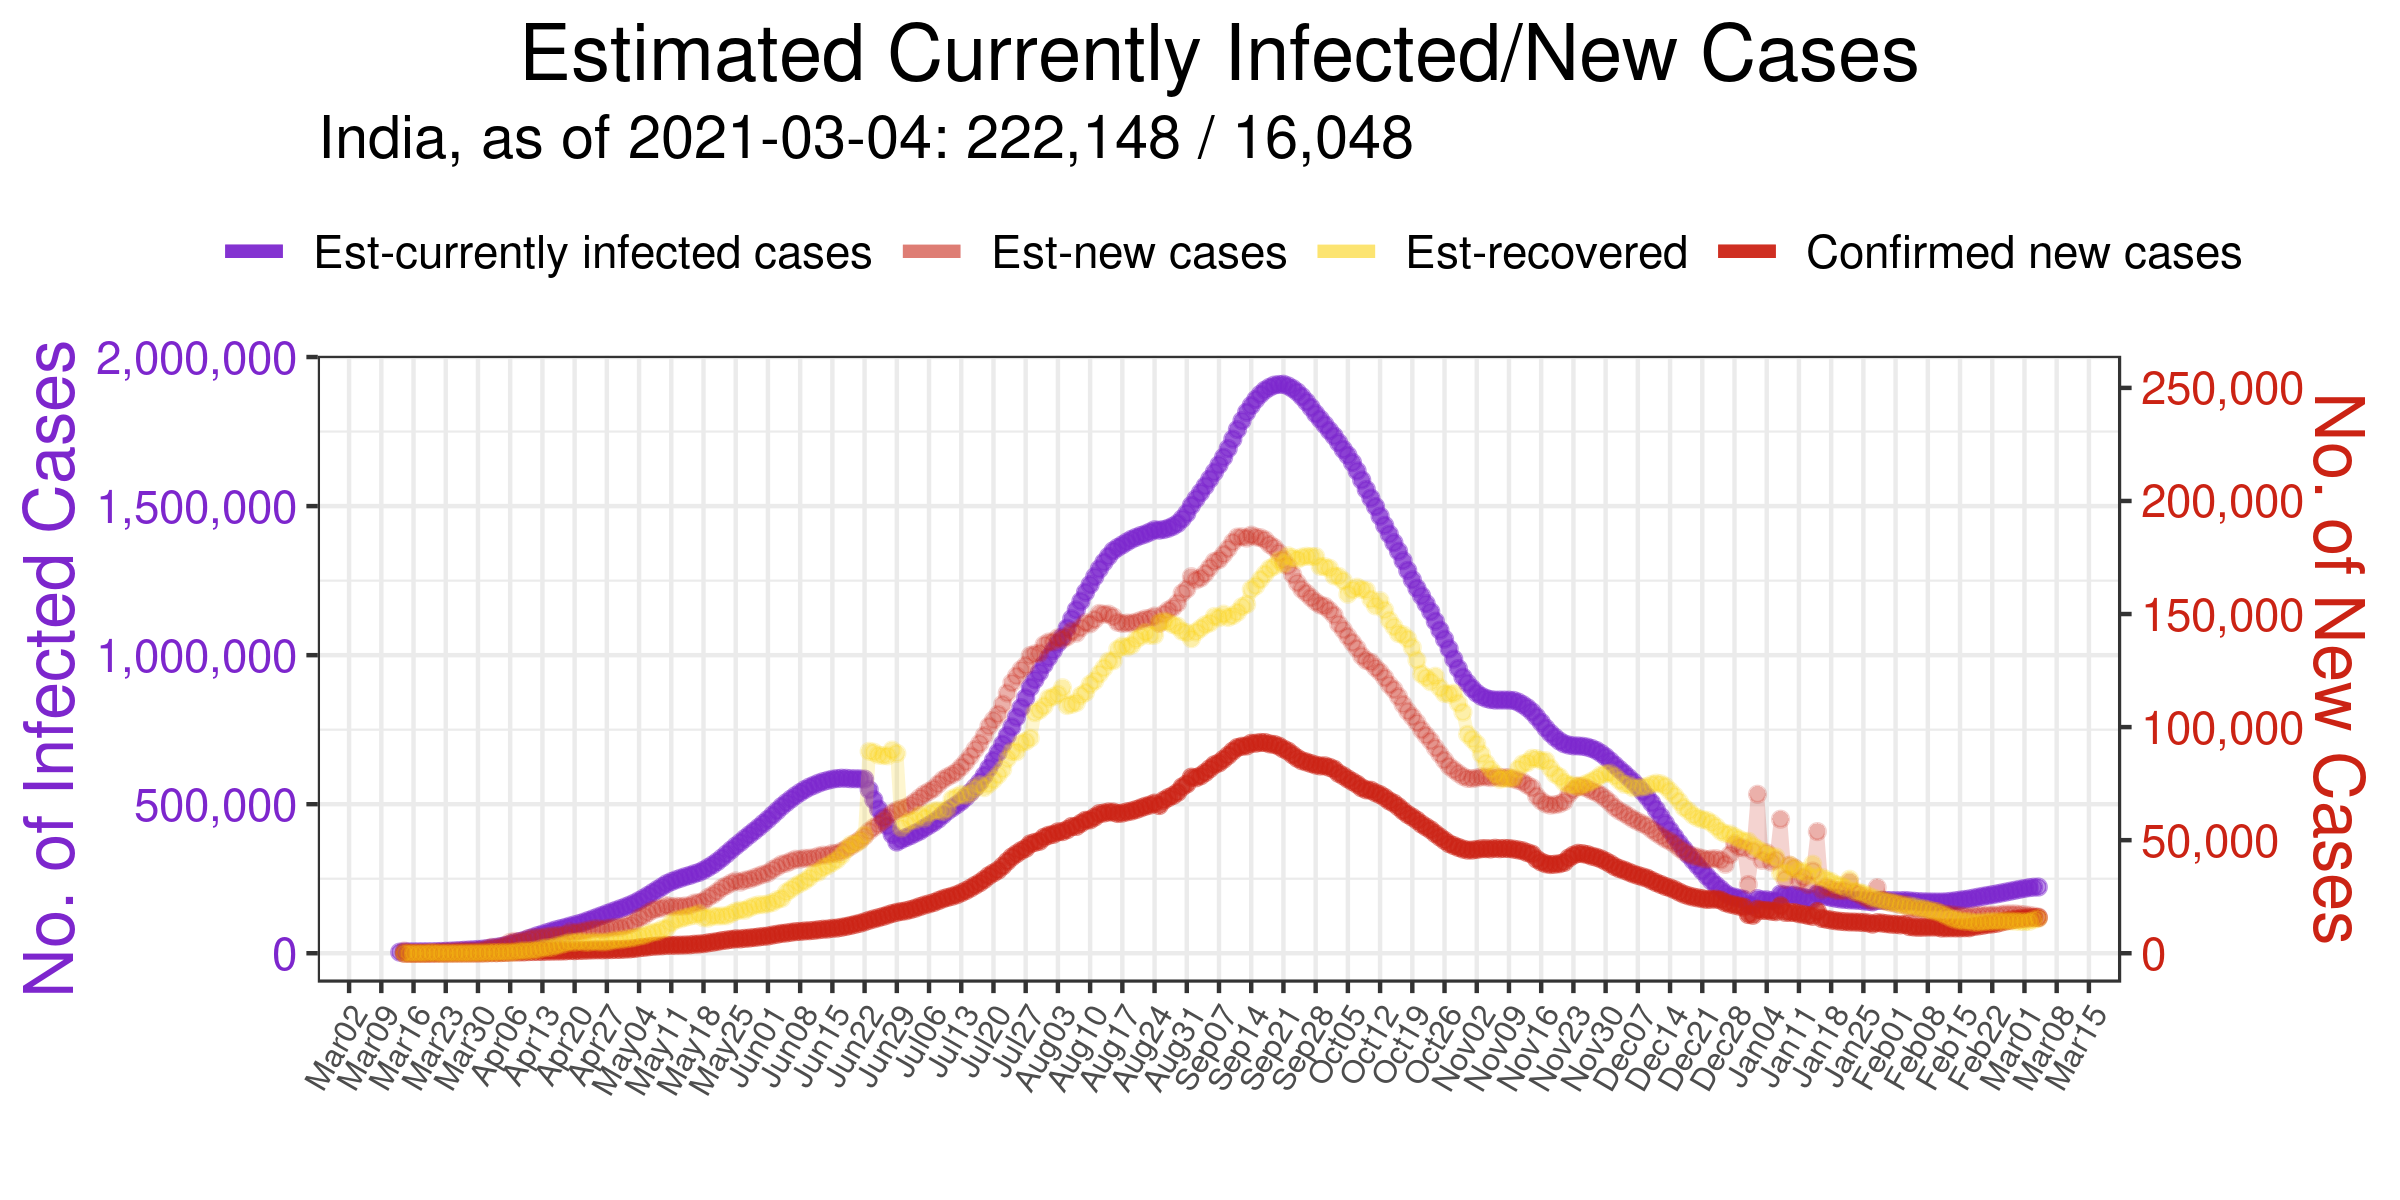 Estimated Currently Infected/New Cases
India, as of 2021-03-04: 222,148 / 16,048
Est-currently infected cases Est-new cases Est-recovered Confirmed new cases
No. of Infected Cases
2,000,000
1,500,000
1,000,000
500,000
0
250,000
200,000
150,000
100,000
50,000
0
No. of New Cases
Mar02 Mar09 Mar16 Mar23 Mar30 Apr06 Apr13 Apr20 Apr27 May04 May11 May18 May25 Jun01 Jun08 Jun15 Jun22 Jun29 Jul06 Jul13 Jul20 Jul27 Aug03 Aug10 Aug17 Aug24 Aug31 Sep07 Sep14 Sep21 Sep28 Oct05 Oct12 Oct19 Oct26 Nov02 Nov09 Nov16 Nov23 Nov30 Dec07 Dec14 Dec21 Dec28 Jan04 Jan11 Jan18 Jan25 Feb01 Feb08 Feb15 Feb22 Mar01 Mar08 Mar15